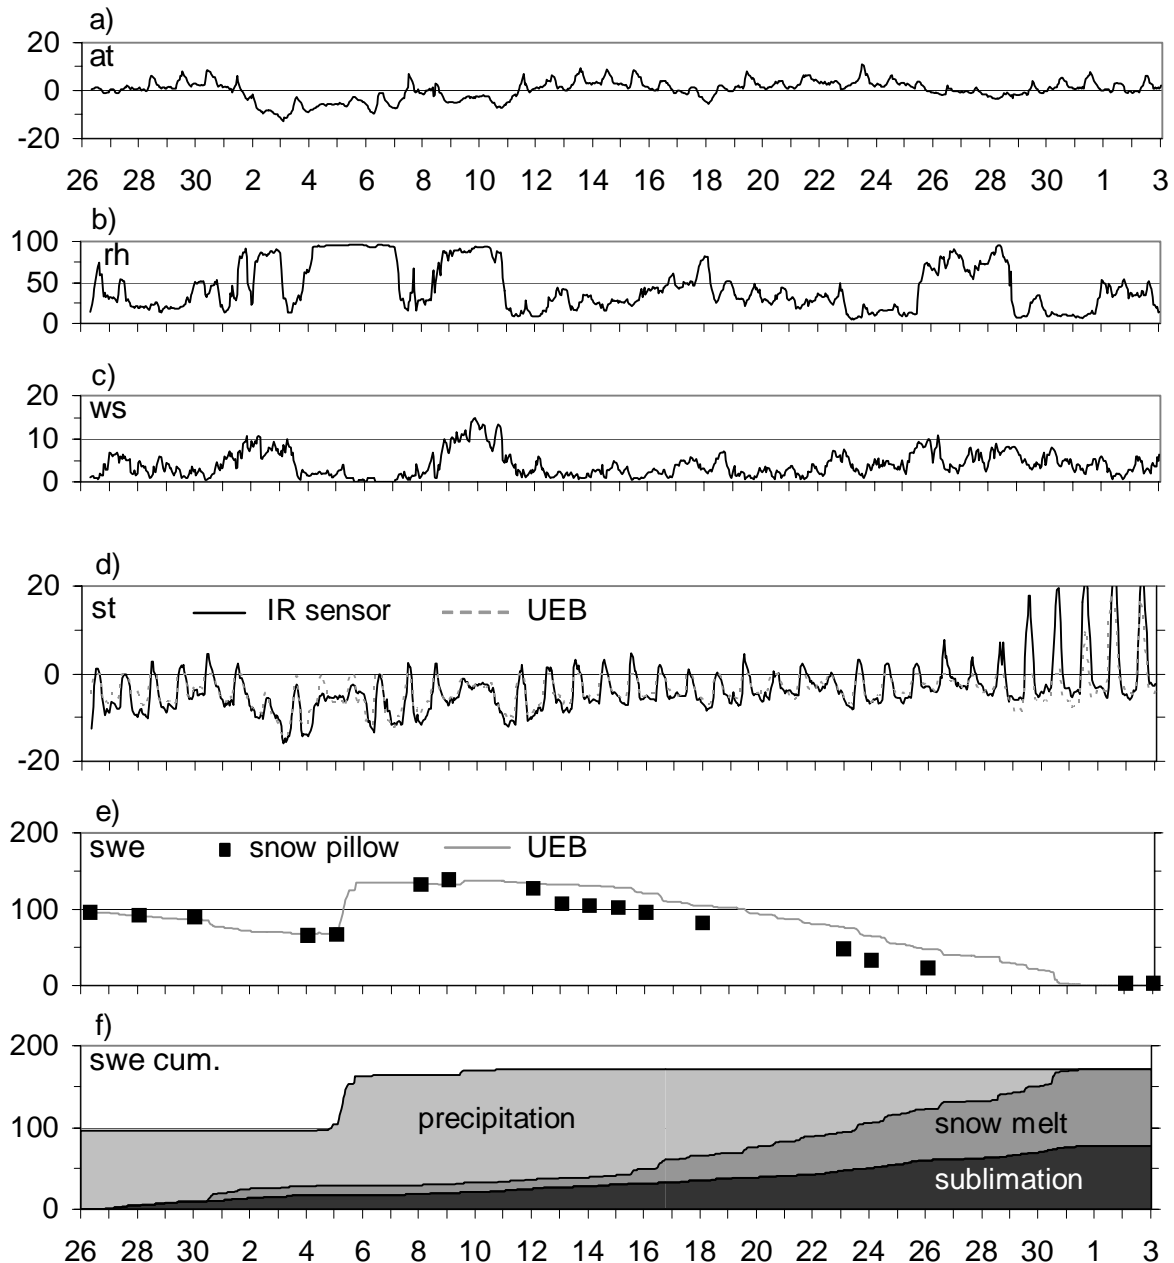 a)
20
at
0
-20
26 28 30 2 4 6 8 10 12 14 16 18 20 22 24 26 28 30 1 3
b)
100
rh
50
0
c)
20
ws
10
0
d)
20
st IR sensor UEB
0
-20
e)
200
swe snow pillow UEB
100
0
f)
200
swe cum.
precipitation
100
snow melt
sublimation
0
26 28 30 2 4 6 8 10 12 14 16 18 20 22 24 26 28 30 1 3